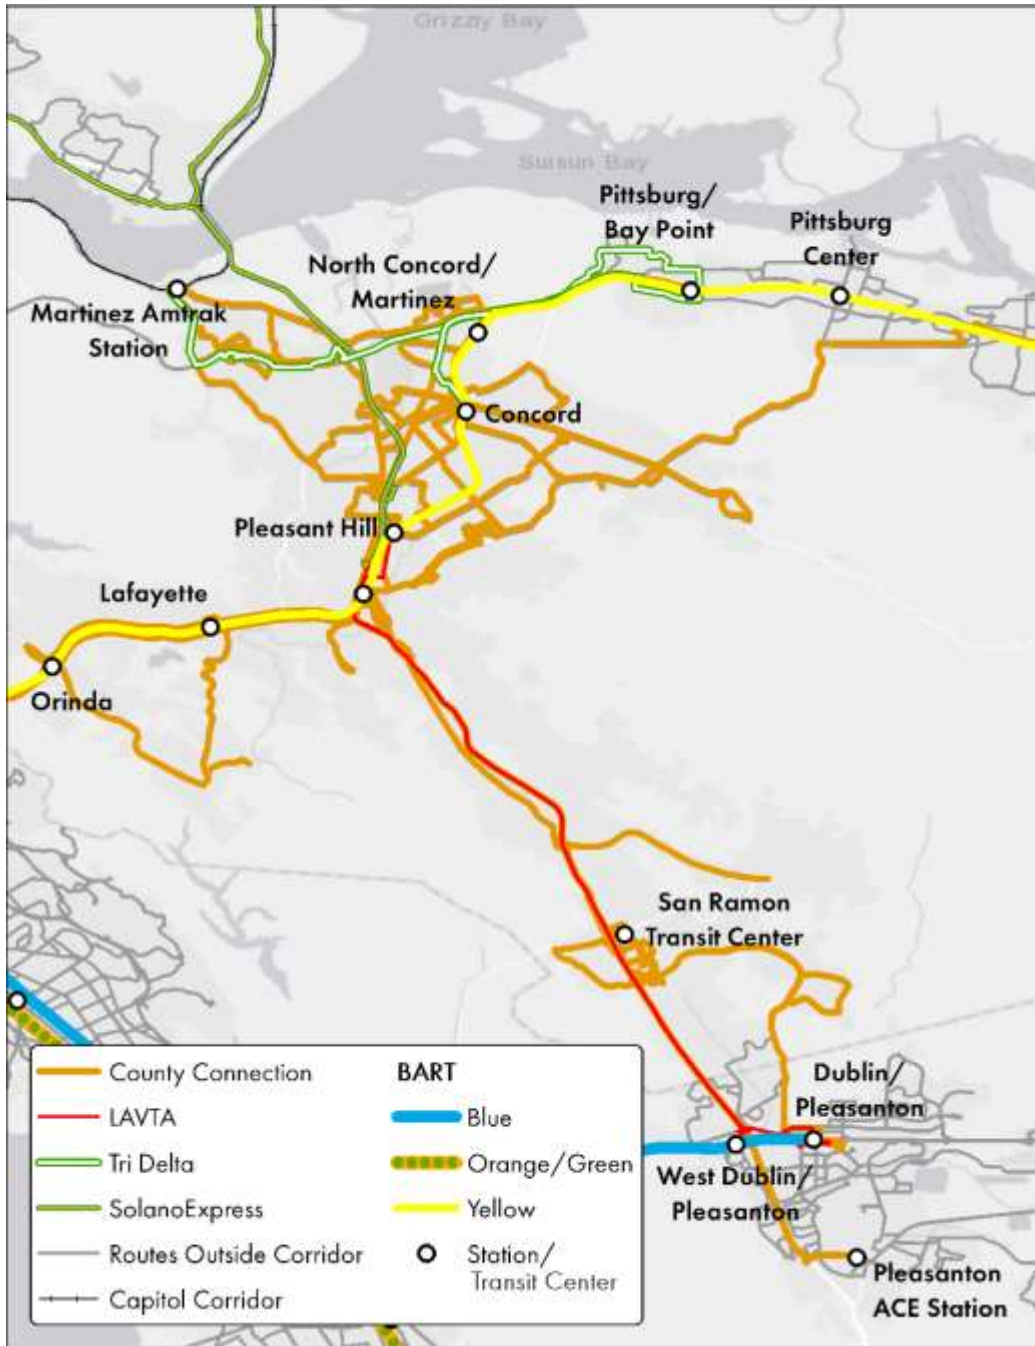 Grizzly Bay
Suisun Bay
Pittsburg/
Bay Point
Pittsburg
Center
North Concord/
Martinez
Martinez Amtrak
Station
Concord
Pleasant Hill
Lafayette
Orinda
San Ramon
Transit Center
Dublin/
Pleasanton
West Dublin/
Pleasanton
Pleasanton
ACE Station
County Connection
LAVTA
Tri Delta
SolanoExpress
Routes Outside Corridor
Capitol Corridor
BART
Blue
Orange/Green
Yellow
Station/
Transit Center